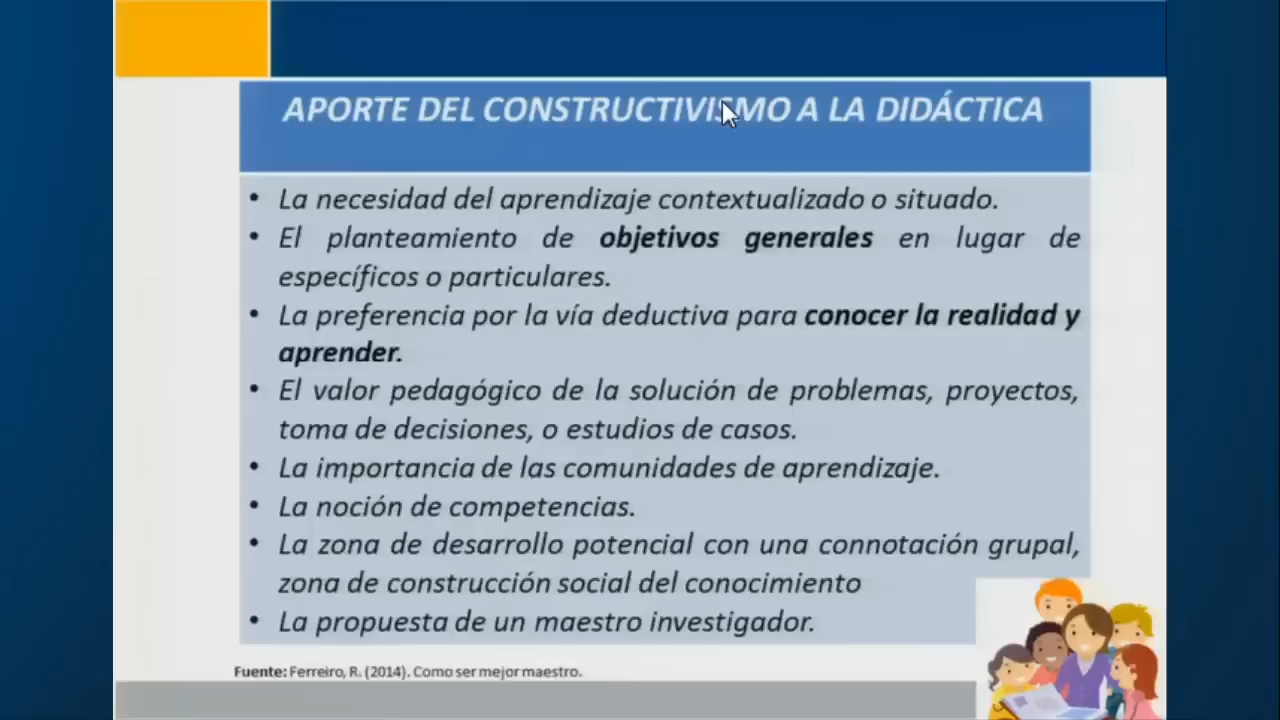 APORTE DEL CONSTRUCTIVISMO A LA DIDÁCTICA
• La necesidad del aprendizaje contextualizado o situado.
• El planteamiento de objetivos generales en lugar de
específicos o particulares.
• La preferencia por la vía deductiva para conocer la realidad y
aprender.
• El valor pedagógico de la solución de problemas, proyectos,
toma de decisiones, o estudios de casos.
• La importancia de las comunidades de aprendizaje.
• La noción de competencias.
• La zona de desarrollo potencial con una connotación grupal,
zona de construcción social del conocimiento
• La propuesta de un maestro investigador.
Fuente: Ferreiro, R. (2014). Como ser mejor maestro.